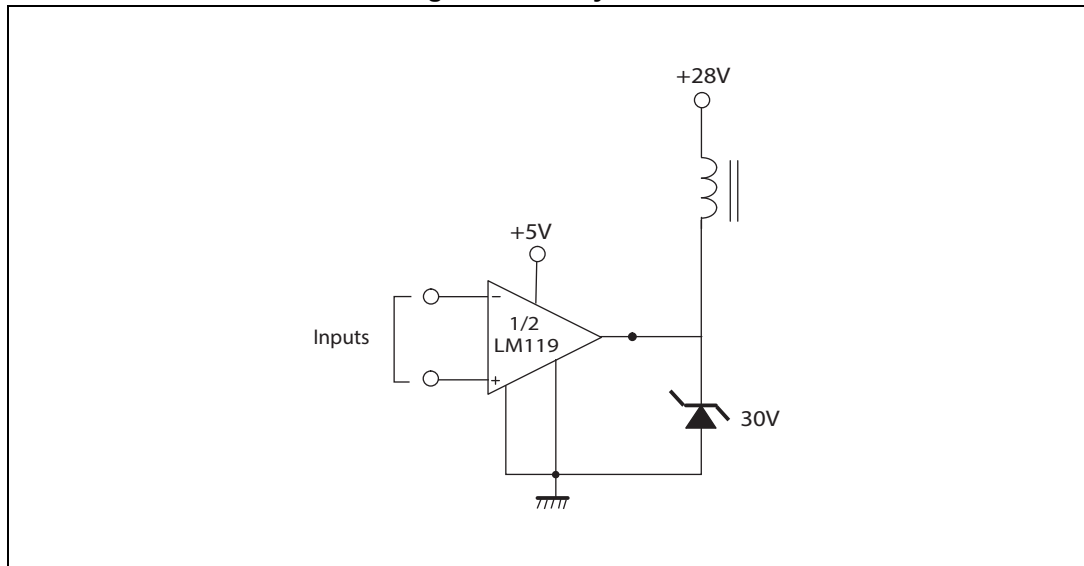 +28V
+5V
−
1/2
LM119
Inputs
+
30V